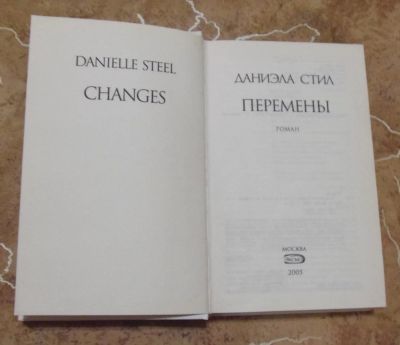 DANIELLE STEEL
CHANGES
ДАНИЭЛА СТИЛ
ПЕРЕМЕНЫ
РОМАН
МОСКВА
2005